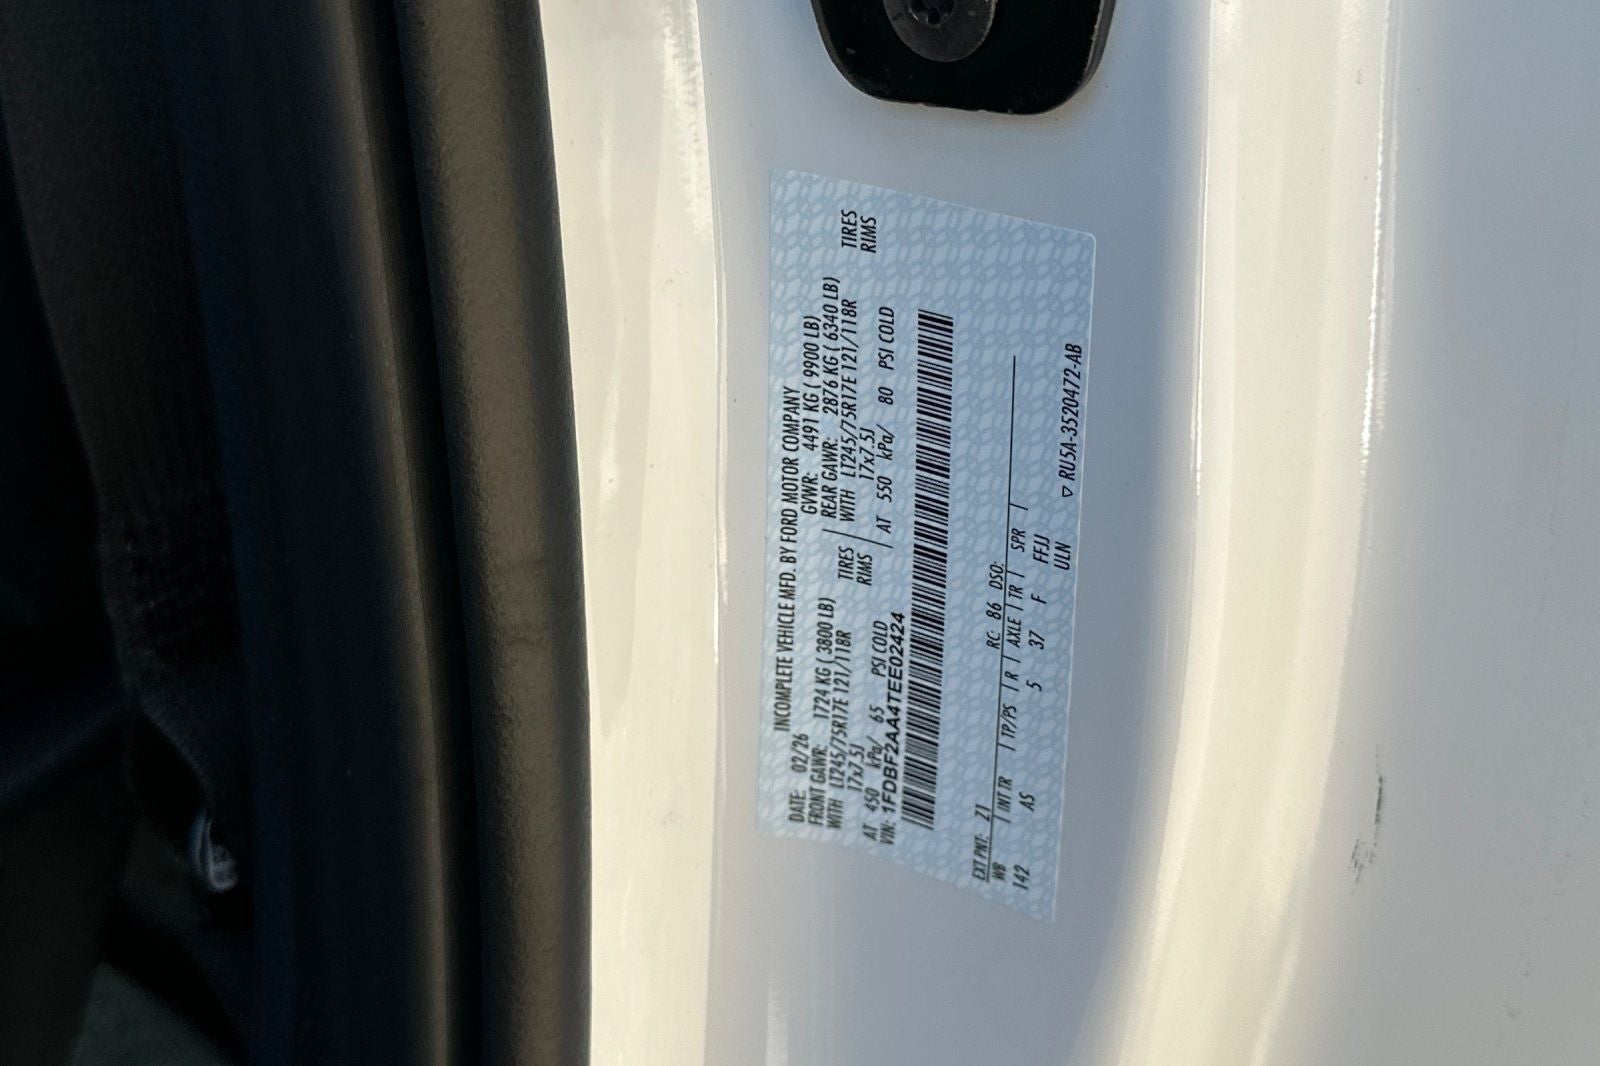 INCOMPLETE VEHICLE MFD. BY FORD MOTOR COMPANY
DATE: 02/26 GVWR: 4491 KG ( 9900 LB)
FRONT GAWR: 1724 KG ( 3800 LB) REAR GAWR: 2876 KG ( 6340 LB)
WITH LT245/75R17E 121/118R TIRES WITH LT245/75R17E 121/118R TIRES
17x7.5J RIMS 17x7.5J RIMS
AT 450 kPa/ 65 PSI COLD AT 550 kPa/ 80 PSI COLD
VIN: 1FDBF2AA4TEE02424
EXT PNT: Z1 RC: 86 DSO:
WB | INT TR | TP/PS | R | AXLE | TR | SPR |
142 AS 5 37 F FFJJ
ULN
▽ RU5A-3520472-AB